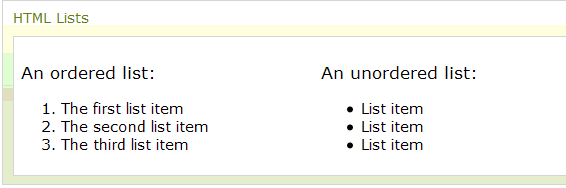 HTML Lists
An ordered list:
1. The first list item
2. The second list item
3. The third list item
An unordered list:
• List item
• List item
• List item